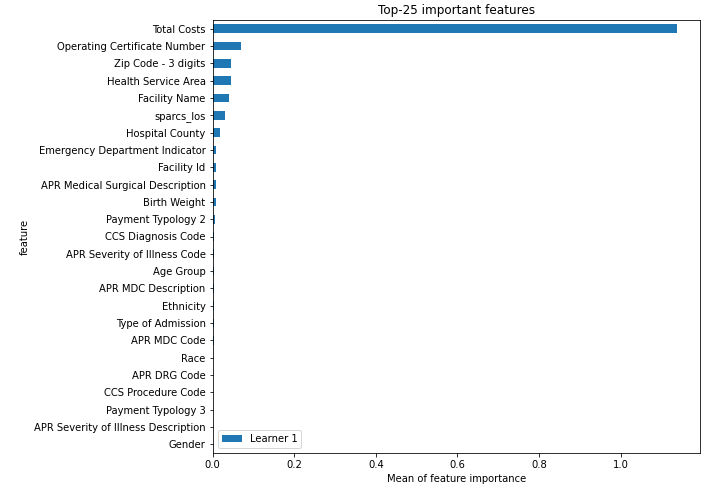 Top-25 important features
Total Costs
Operating Certificate Number
Zip Code - 3 digits
Health Service Area
Facility Name
sparcs_los
Hospital County
Emergency Department Indicator
Facility Id
APR Medical Surgical Description
Birth Weight
Payment Typology 2
CCS Diagnosis Code
APR Severity of Illness Code
Age Group
APR MDC Description
Ethnicity
Type of Admission
APR MDC Code
Race
APR DRG Code
CCS Procedure Code
Payment Typology 3
APR Severity of Illness Description
Gender
feature
Learner 1
0.0 0.2 0.4 0.6 0.8 1.0
Mean of feature importance